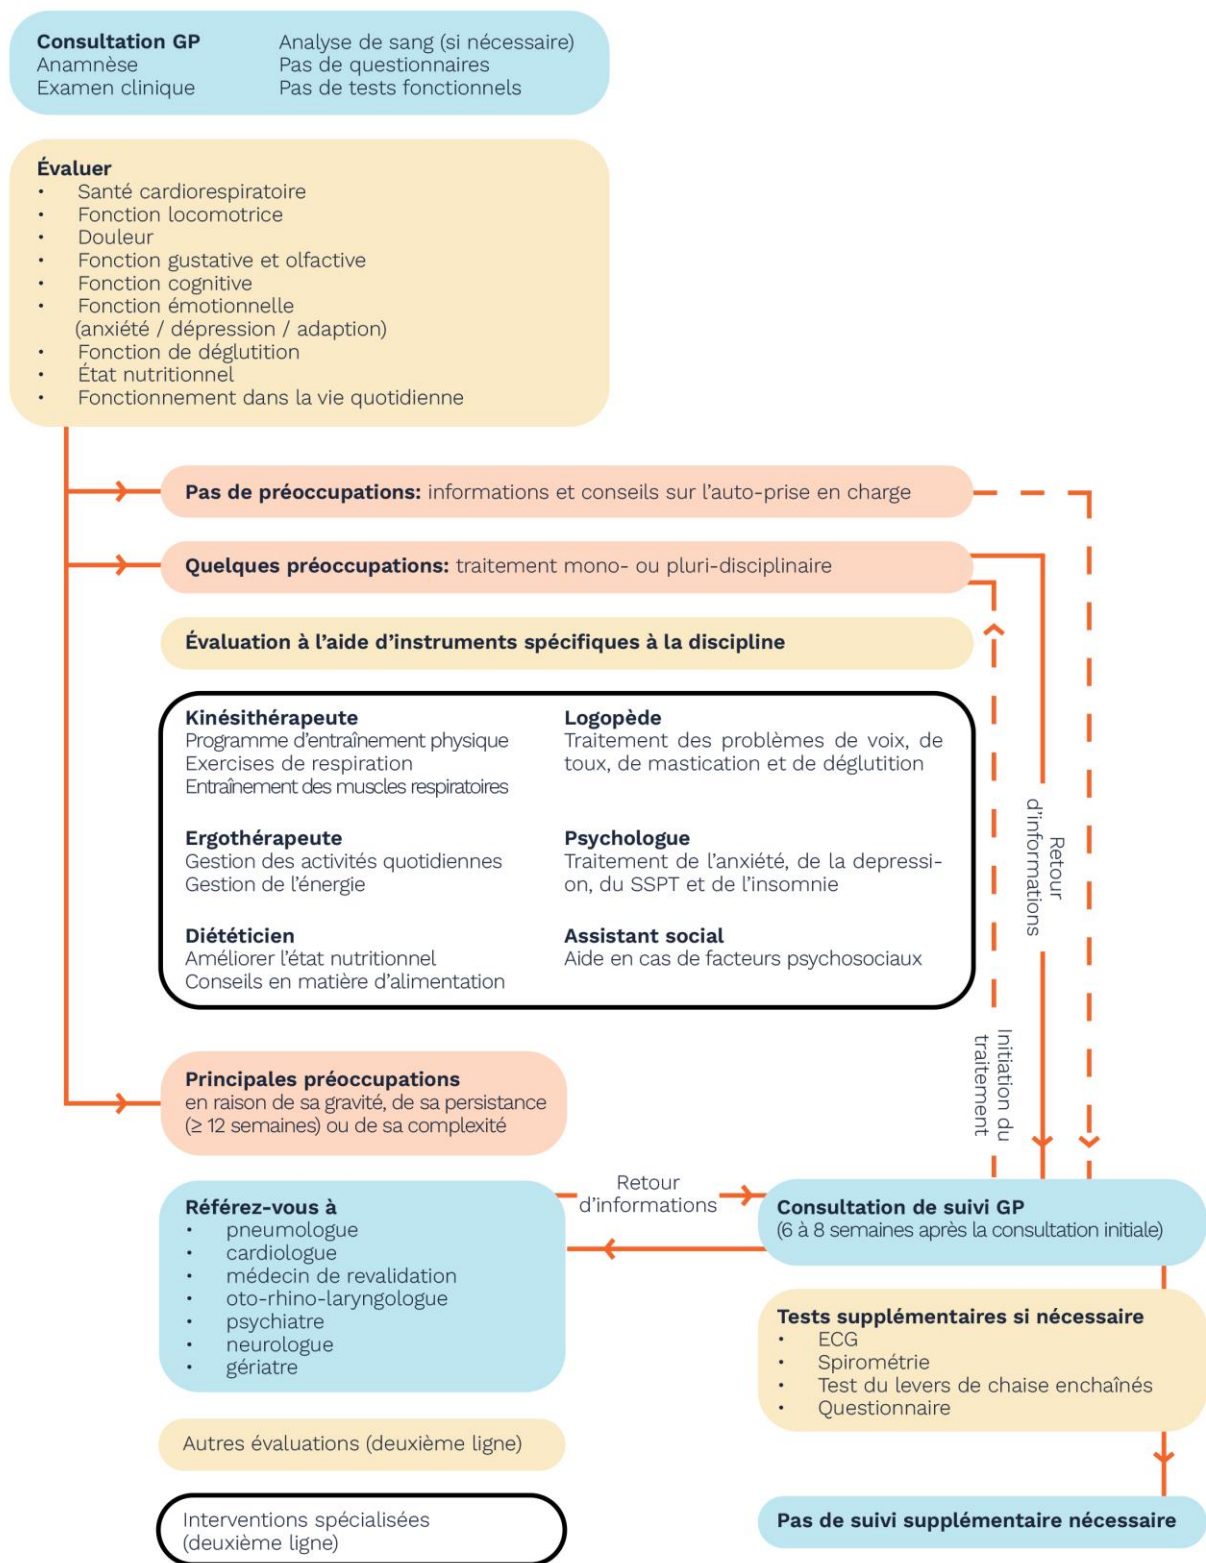 Consultation GP
Anamnèse
Examen clinique
Analyse de sang (si nécessaire)
Pas de questionnaires
Pas de tests fonctionnels
Évaluer
• Santé cardiorespiratoire
• Fonction locomotrice
• Douleur
• Fonction gustative et olfactive
• Fonction cognitive
• Fonction émotionnelle
(anxiété / dépression / adaption)
• Fonction de déglutition
• État nutritionnel
• Fonctionnement dans la vie quotidienne
Pas de préoccupations: informations et conseils sur l'auto-prise en charge
Quelques préoccupations: traitement mono- ou pluri-disciplinaire
Évaluation à l'aide d'instruments spécifiques à la discipline
Kinésithérapeute
Programme d'entraînement physique
Exercises de respiration
Entraînement des muscles respiratoires
Logopède
Traitement des problèmes de voix, de
toux, de mastication et de déglutition
Ergothérapeute
Gestion des activités quotidiennes
Gestion de l'énergie
Psychologue
Traitement de l'anxiété, de la depressi-
on, du SSPT et de l'insomnie
Diététicien
Améliorer l'état nutritionnel
Conseils en matière d'alimentation
Assistant social
Aide en cas de facteurs psychosociaux
Retour
d'informations
Initiation du
traitement
Principales préoccupations
en raison de sa gravité, de sa persistance
(≥ 12 semaines) ou de sa complexité
Référez-vous à
• pneumologue
• cardiologue
• médecin de revalidation
• oto-rhino-laryngologue
• psychiatre
• neurologue
• gériatre
Retour
d'informations
Consultation de suivi GP
(6 à 8 semaines après la consultation initiale)
Tests supplémentaires si nécessaire
• ECG
• Spirométrie
• Test du levers de chaise enchaînés
• Questionnaire
Autres évaluations (deuxième ligne)
Interventions spécialisées
(deuxième ligne)
Pas de suivi supplémentaire nécessaire